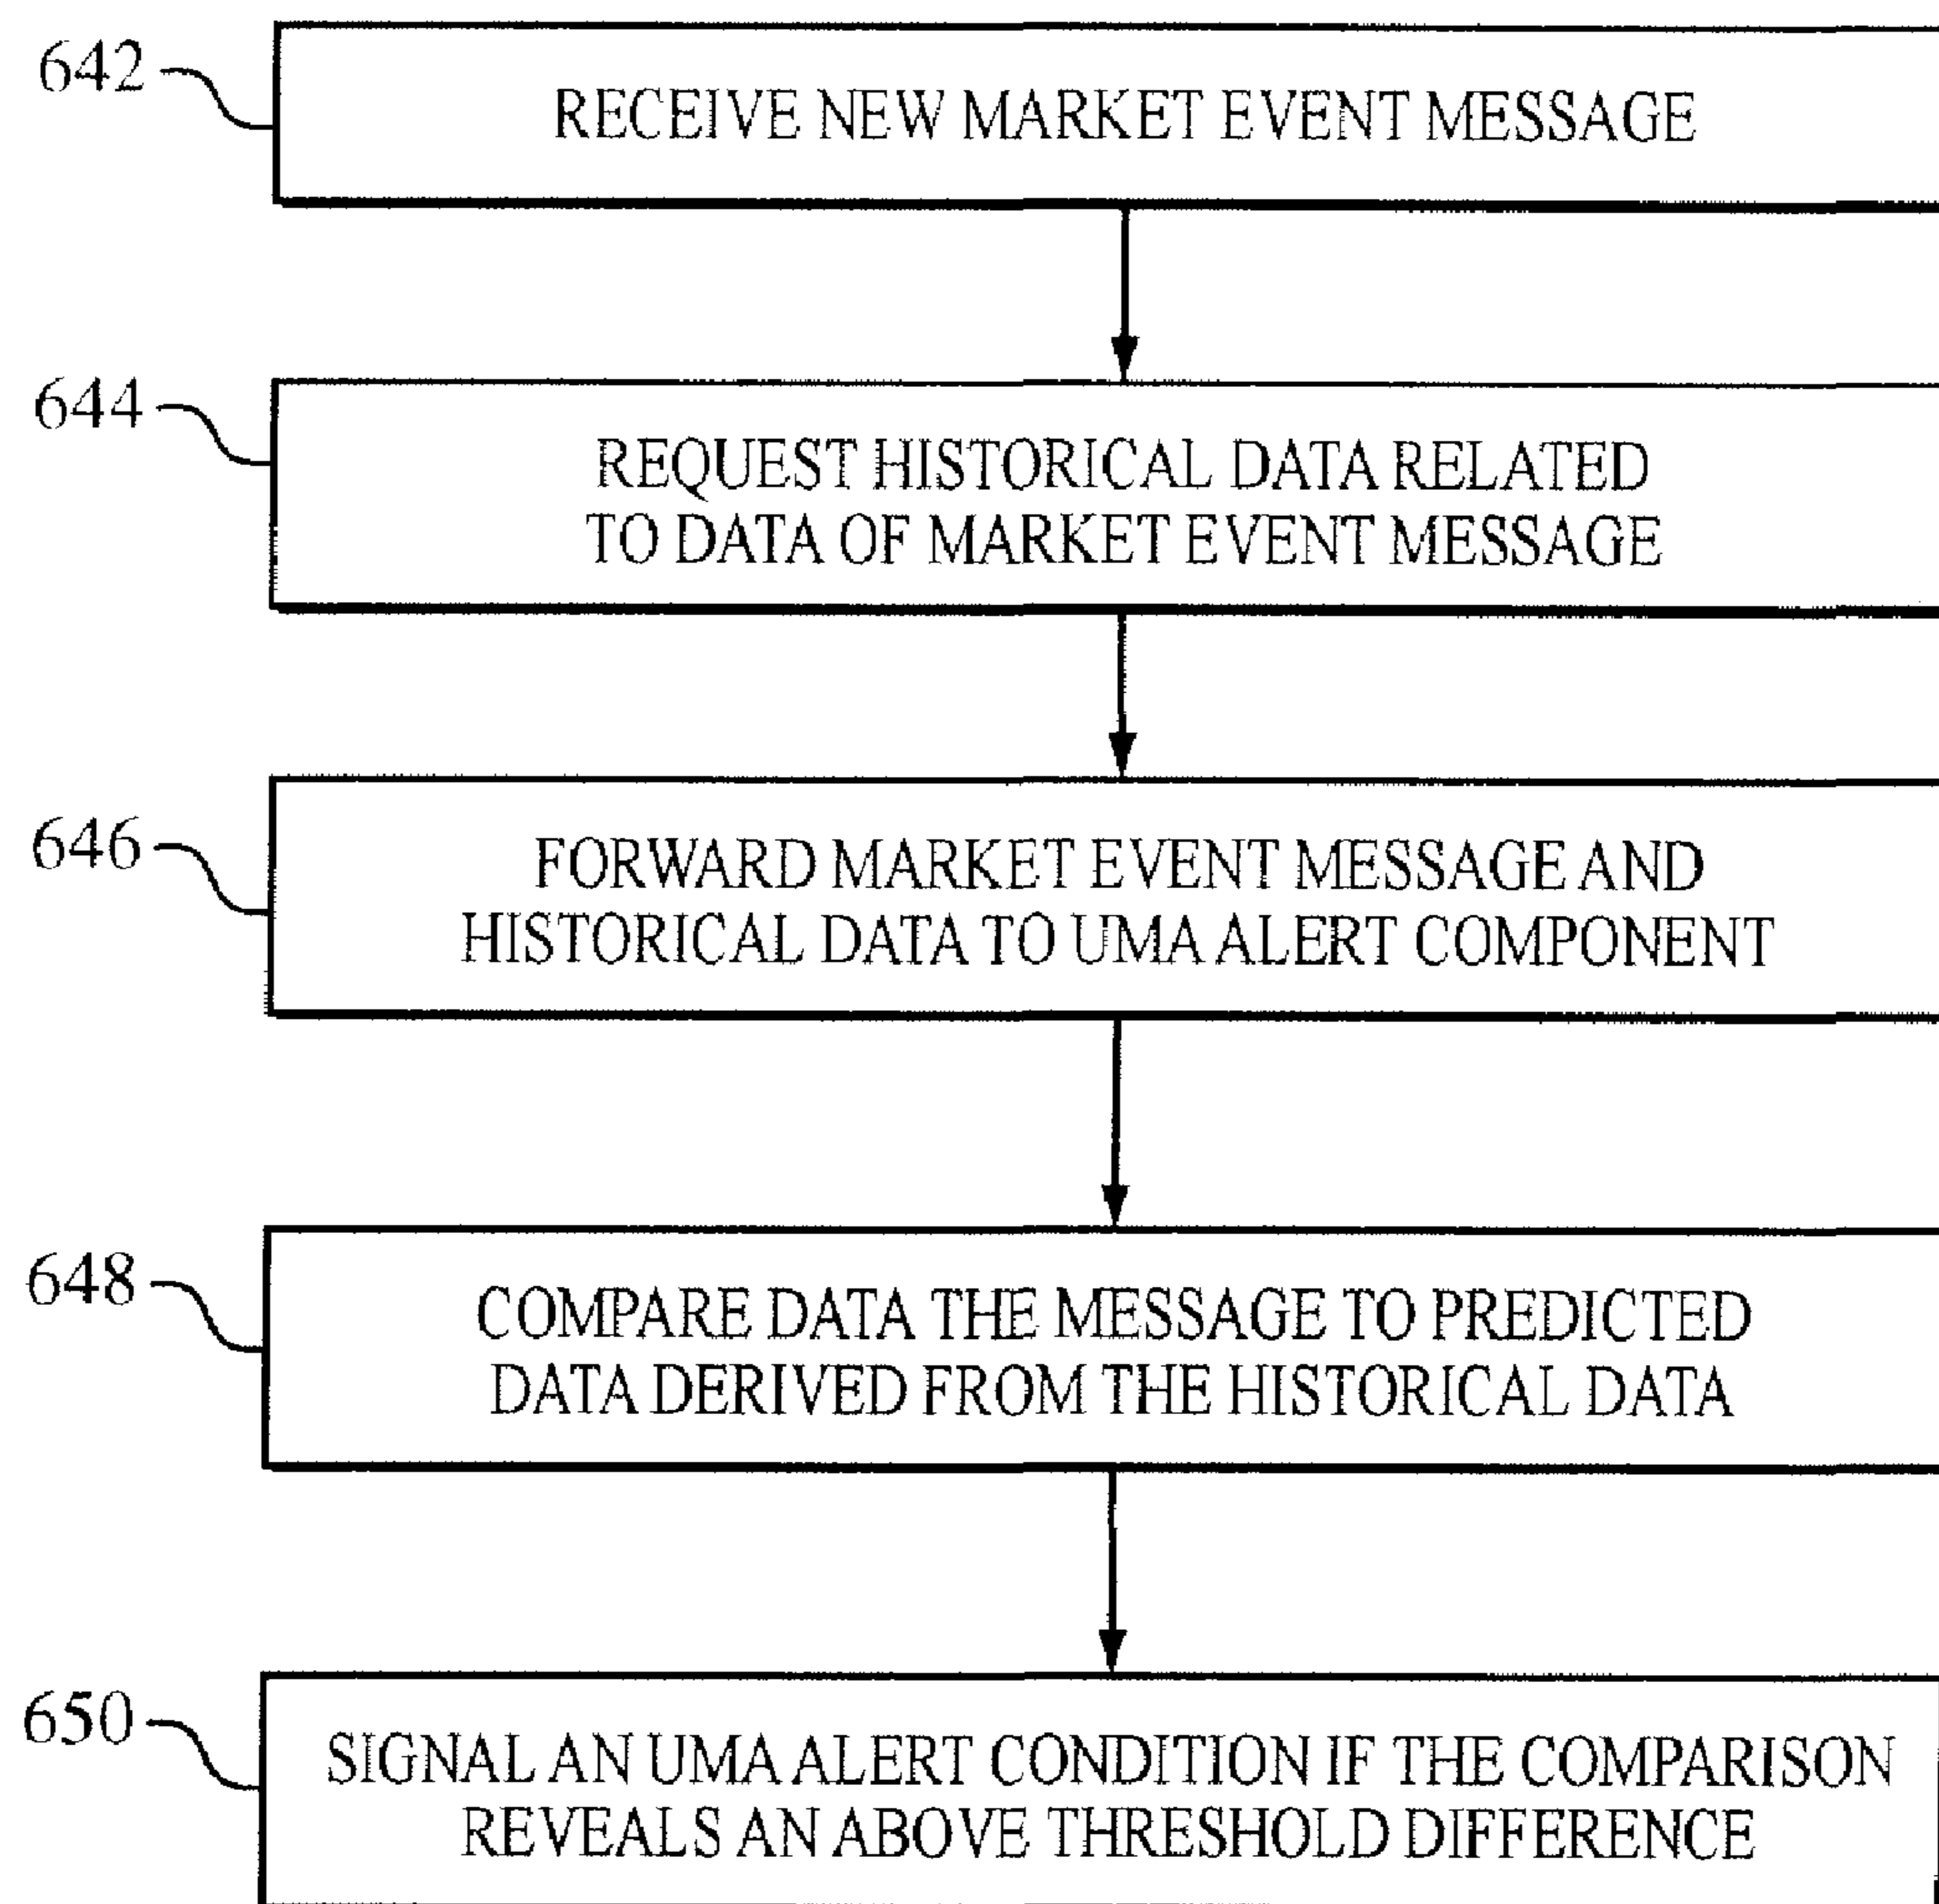 642
RECEIVE NEW MARKET EVENT MESSAGE
644
REQUEST HISTORICAL DATA RELATED
TO DATA OF MARKET EVENT MESSAGE
646
FORWARD MARKET EVENT MESSAGE AND
HISTORICAL DATA TO UMA ALERT COMPONENT
648
COMPARE DATA THE MESSAGE TO PREDICTED
DATA DERIVED FROM THE HISTORICAL DATA
650
SIGNAL AN UMA ALERT CONDITION IF THE COMPARISON
REVEALS AN ABOVE THRESHOLD DIFFERENCE